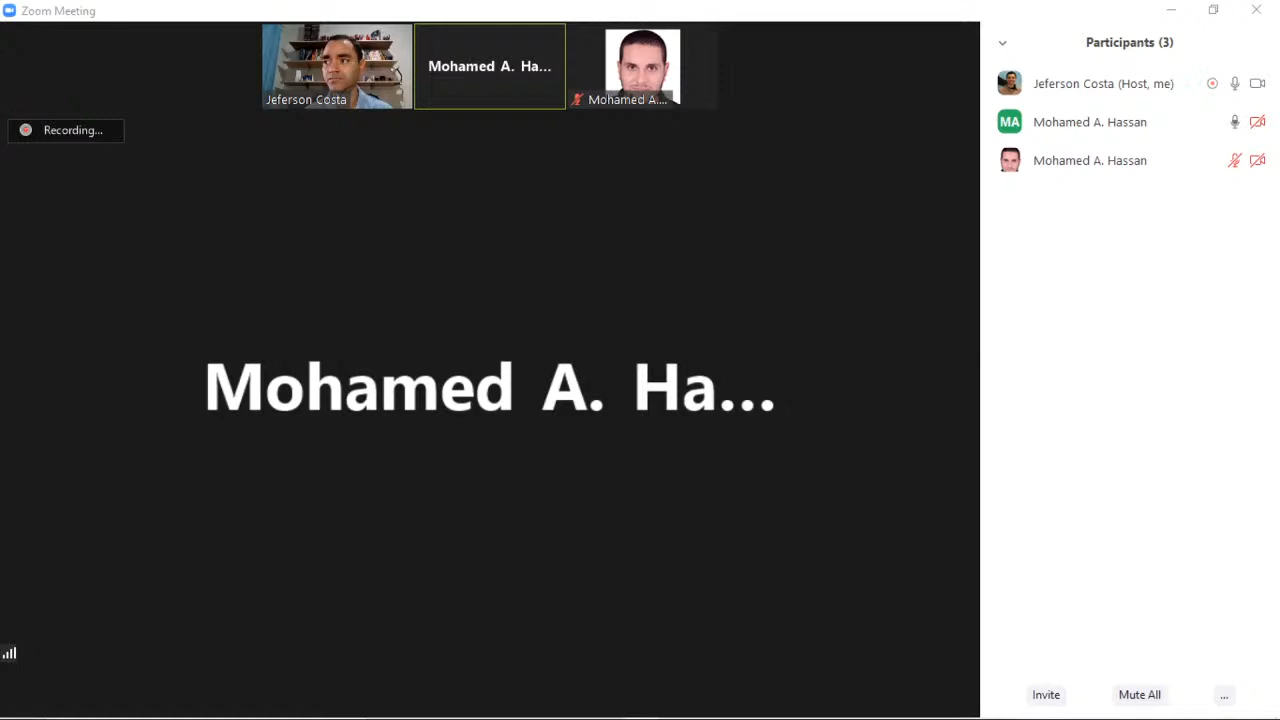 Zoom Meeting
Mohamed A. Ha...
Jeferson Costa
Mohamed A....
Recording...
Mohamed A. Ha...
Participants (3)
Jeferson Costa (Host, me)
MA Mohamed A. Hassan
Mohamed A. Hassan
Invite Mute All ...